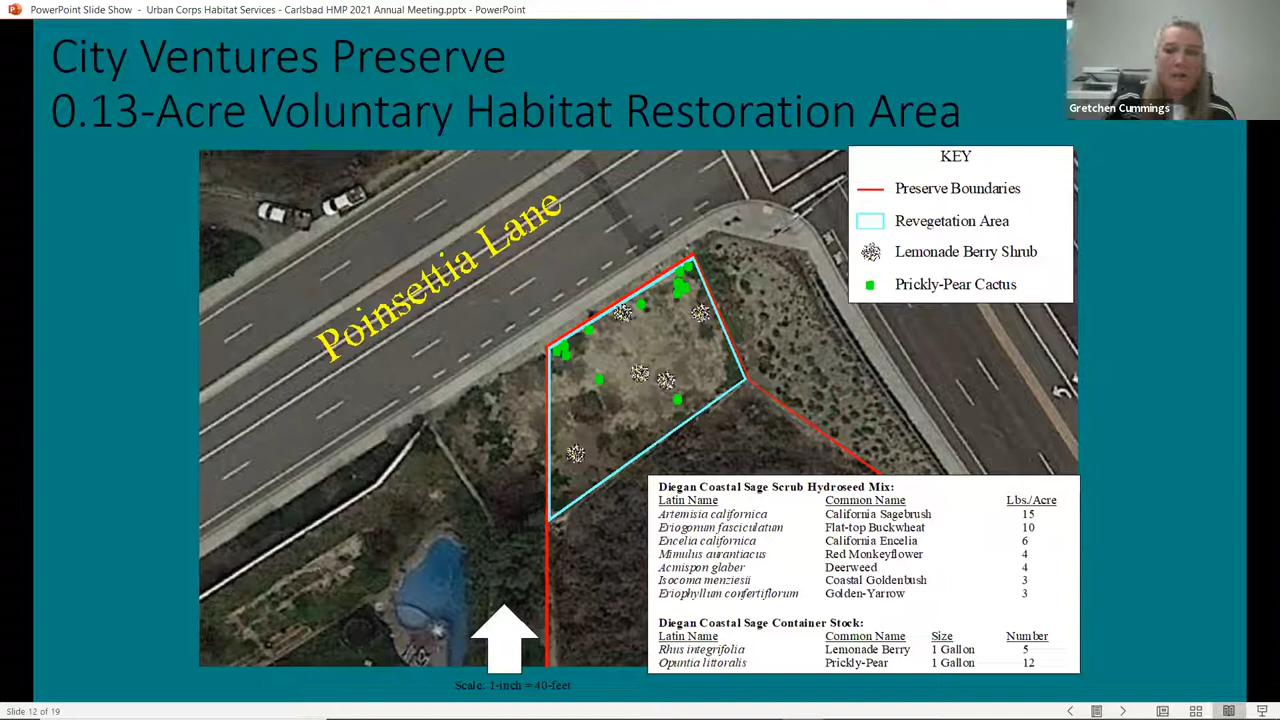 PowerPoint Slide Show - Urban Corps Habitat Services - Carlsbad HMP 2021 Annual Meeting.pptx - PowerPoint
Gretchen Cummings
City Ventures Preserve
0.13-Acre Voluntary Habitat Restoration Area
Poinsettia Lane
KEY
Preserve Boundaries
Revegetation Area
Lemonade Berry Shrub
Prickly-Pear Cactus
Diegan Coastal Sage Scrub Hydroseed Mix:
Latin Name Common Name Lbs./Acre
Artemisia californica California Sagebrush 15
Eriogonum fasciculatum Flat-top Buckwheat 10
Encelia californica California Encelia 6
Mimulus aurantiacus Red Monkeyflower 4
Acmispon glaber Deerweed 4
Isocoma menziesii Coastal Goldenbush 3
Eriophyllum confertiflorum Golden-Yarrow 3
Diegan Coastal Sage Container Stock:
Latin Name Common Name Size Number
Rhus integrifolia Lemonade Berry 1 Gallon 5
Opuntia littoralis Prickly-Pear 1 Gallon 12
Scale: 1-inch = 40-feet
Slide 12 of 19